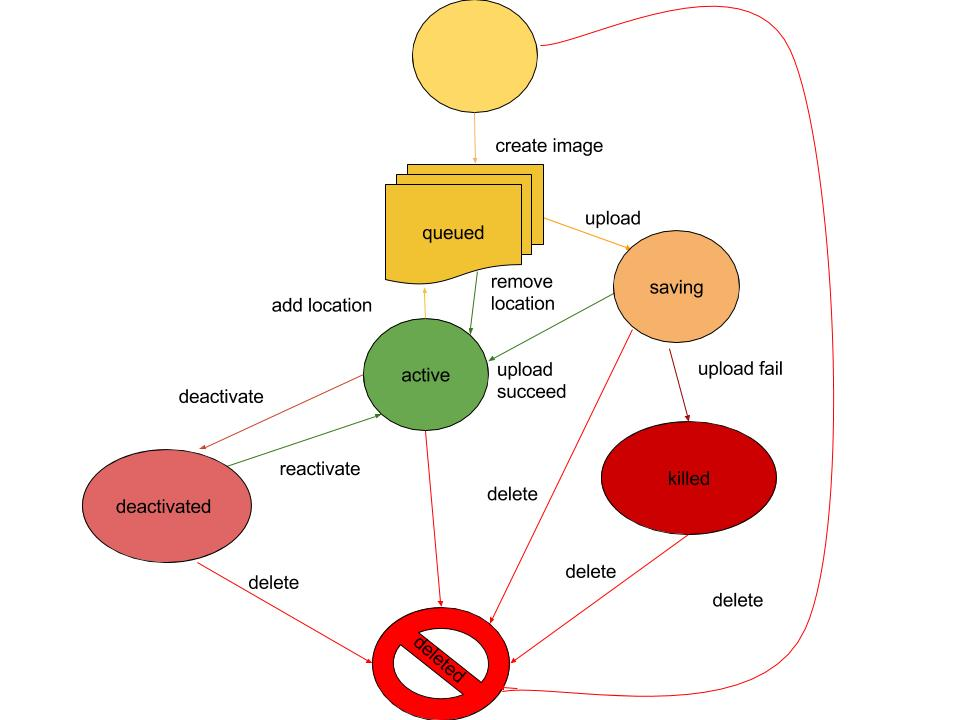 create image
upload
queued
remove
location
saving
add location
upload
succeed
active
upload fail
deactivate
reactivate
killed
delete
deactivated
delete
delete
delete
deleted